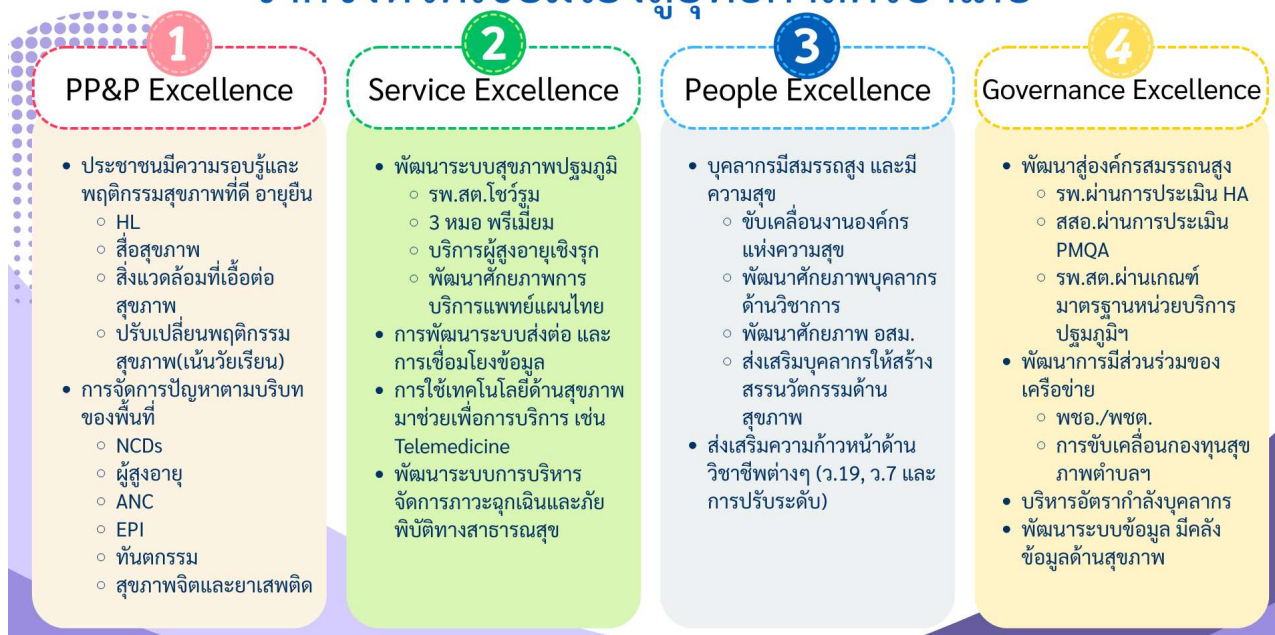 1
PP&P Excellence
• ประชาชนมีความรอบรู้และ
พฤติกรรมสุขภาพที่ดี อายุยืน
◦ HL
◦ สื่อสุขภาพ
◦ สิ่งแวดล้อมที่เอื้อต่อ
สุขภาพ
◦ ปรับเปลี่ยนพฤติกรรม
สุขภาพ(เน้นวัยเรียน)
• การจัดการปัญหาตามบริบท
ของพื้นที่
◦ NCDs
◦ ผู้สูงอายุ
◦ ANC
◦ EPI
◦ ทันตกรรม
◦ สุขภาพจิตและยาเสพติด
2
Service Excellence
• พัฒนาระบบสุขภาพปฐมภูมิ
◦ รพ.สต.โชว์รูม
◦ 3 หมอ พรีเมี่ยม
◦ บริการผู้สูงอายุเชิงรุก
◦ พัฒนาศักยภาพการ
บริการแพทย์แผนไทย
• การพัฒนาระบบส่งต่อ และ
การเชื่อมโยงข้อมูล
• การใช้เทคโนโลยีด้านสุขภาพ
มาช่วยเพื่อการบริการ เช่น
Telemedicine
• พัฒนาระบบการบริหาร
จัดการภาวะฉุกเฉินและภัย
พิบัติทางสาธารณสุข
3
People Excellence
• บุคลากรมีสมรรถสูง และมี
ความสุข
◦ ขับเคลื่อนงานองค์กร
แห่งความสุข
◦ พัฒนาศักยภาพบุคลากร
ด้านวิชาการ
◦ พัฒนาศักยภาพ อสม.
◦ ส่งเสริมบุคลากรให้สร้าง
สรรนวัตกรรมด้าน
สุขภาพ
• ส่งเสริมความก้าวหน้าด้าน
วิชาชีพต่างๆ (ว.19, ว.7 และ
การปรับระดับ)
4
Governance Excellence
• พัฒนาสู่องค์กรสมรรถนสูง
◦ รพ.ผ่านการประเมิน HA
◦ สสอ.ผ่านการประเมิน
PMQA
◦ รพ.สต.ผ่านเกณฑ์
มาตรฐานหน่วยบริการ
ปฐมภูมิฯ
• พัฒนาการมีส่วนร่วมของ
เครือข่าย
◦ พชอ./พชต.
◦ การขับเคลื่อนกองทุนสุข
ภาพตำบลฯ
• บริหารอัตรากำลังบุคลากร
• พัฒนาระบบข้อมูล มีคลัง
ข้อมูลด้านสุขภาพ